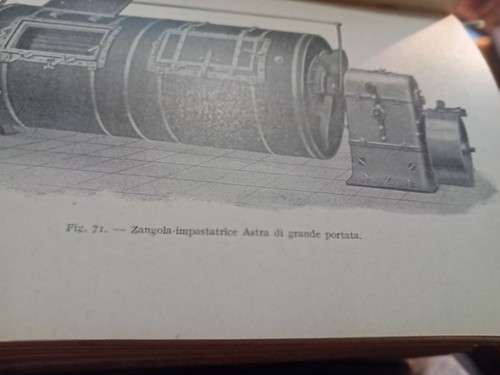 Fig. 71. — Zangola-impastatrice Astra di grande portata.